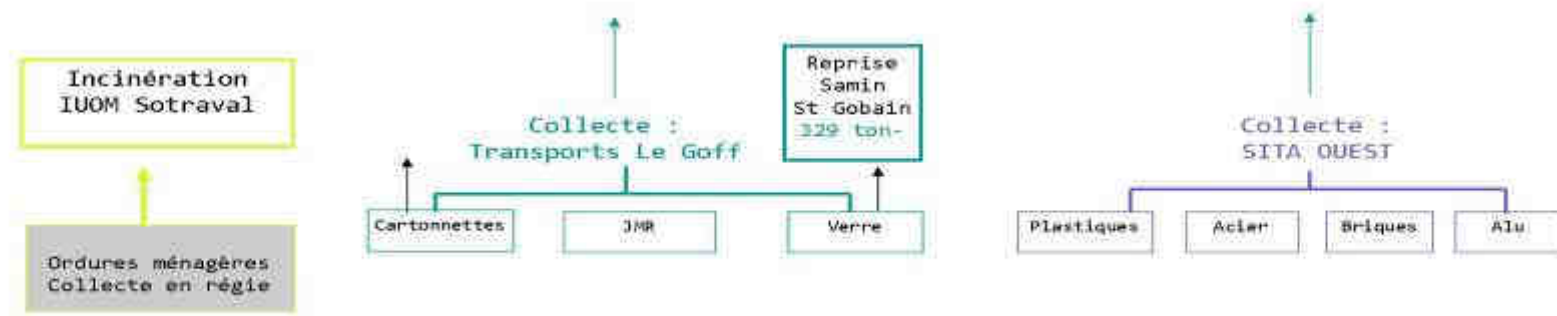 Incinération
IUOM Sotraval
Ordures ménagères
Collecte en régie
Collecte :
Transports Le Goff
Reprise
Samin
St Gobain
329 ton-
Cartonnettes
JMR
Verre
Collecte :
SITA OUEST
Plastiques
Acier
Briques
Alu